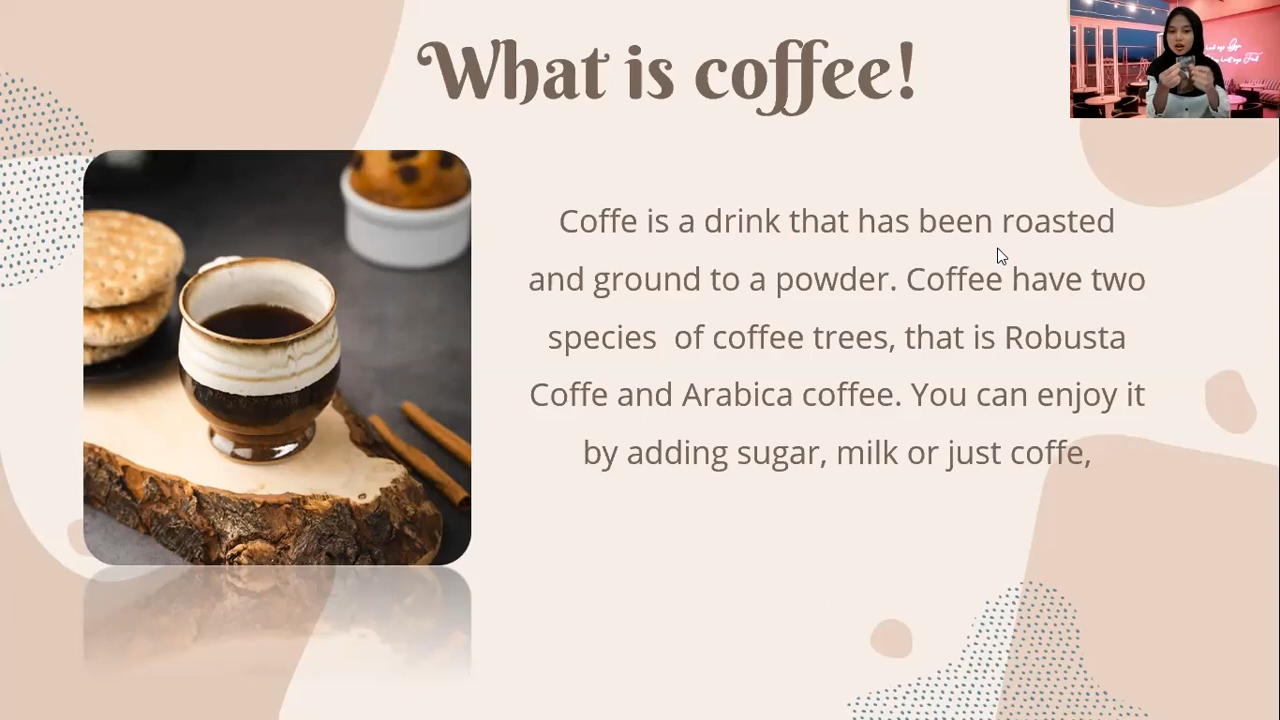 What is coffee!
Coffe is a drink that has been roasted
and ground to a powder. Coffee have two
species  of coffee trees, that is Robusta
Coffe and Arabica coffee. You can enjoy it
by adding sugar, milk or just coffe,